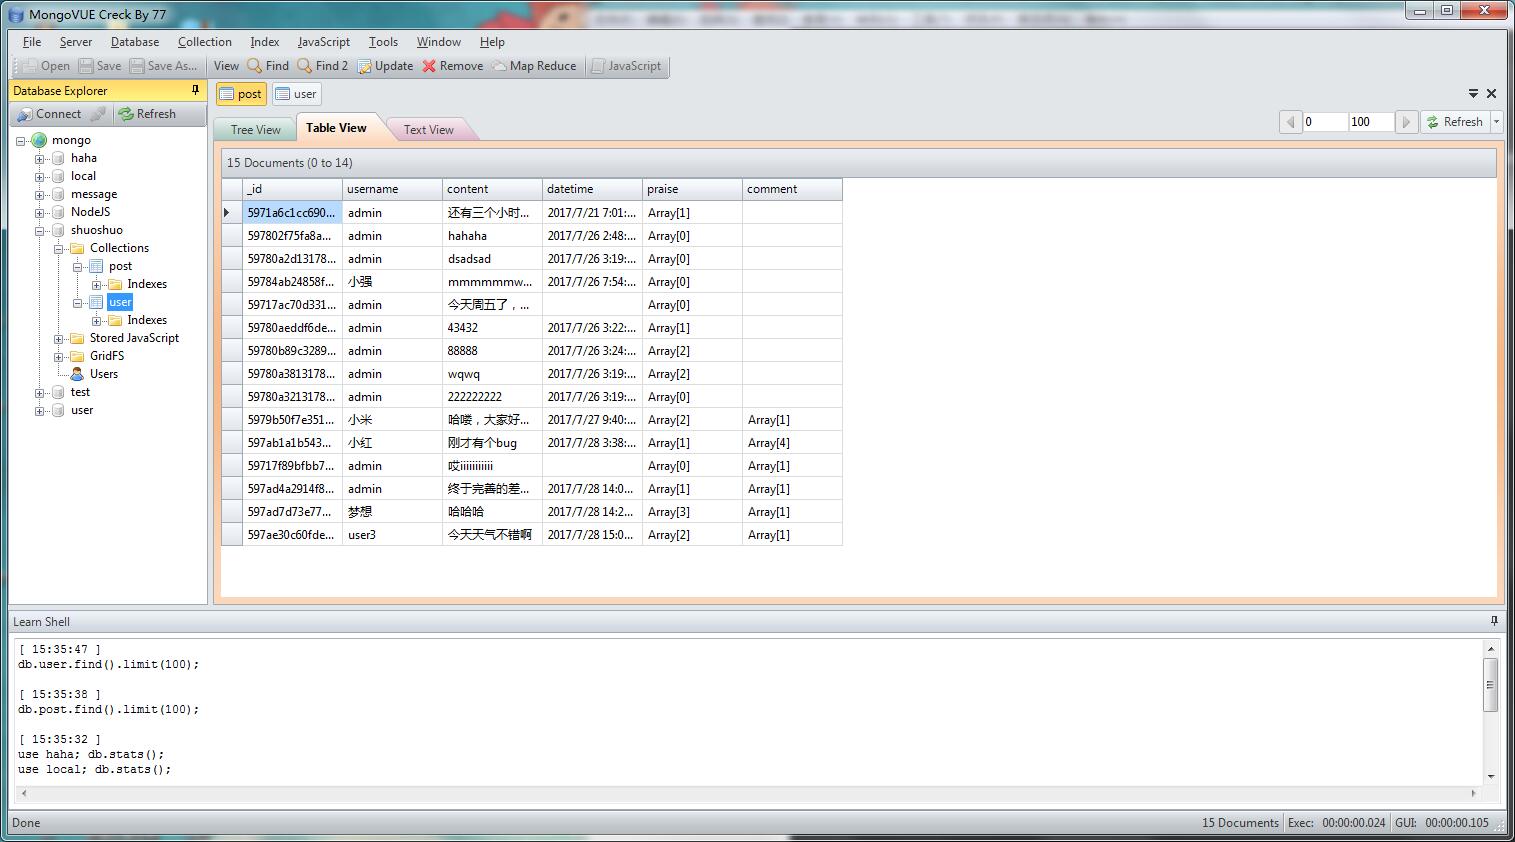 MongoVUE Creck By 77
File Server Database Collection Index JavaScript Tools Window Help
Open Save Save As... View Find Find 2 Update Remove Map Reduce JavaScript
Database Explorer
Connect Refresh
mongo
haha
local
message
NodeJS
shuoshuo
Collections
post
Indexes
user
Indexes
Stored JavaScript
GridFS
Users
test
user
post user
Tree View Table View Text View 0 100 Refresh
15 Documents (0 to 14)
_id username content datetime praise comment
5971a6c1cc690... admin 还有三个小时... 2017/7/21 7:01:... Array[1]
597802f75fa8a... admin hahaha 2017/7/26 2:48:... Array[0]
59780a2d13178... admin dsadsad 2017/7/26 3:19:... Array[0]
59784ab24858f... 小强 mmmmmmw... 2017/7/26 7:54:... Array[0]
59717ac70d331... admin 今天周五了，... Array[0]
59780aeddf6de... admin 43432 2017/7/26 3:22:... Array[1]
59780b89c3289... admin 88888 2017/7/26 3:24:... Array[2]
59780a3813178... admin wqwq 2017/7/26 3:19:... Array[2]
59780a3213178... admin 222222222 2017/7/26 3:19:... Array[0]
5979b50f7e351... 小米 哈喽，大家好... 2017/7/27 9:40:... Array[2] Array[1]
597ab1a1b543... 小红 刚才有个bug 2017/7/28 3:38:... Array[1] Array[4]
59717f89bfbb7... admin 哎iiiiiiiiiii Array[0] Array[1]
597ad4a2914f8... admin 终于完善的差... 2017/7/28 14:0... Array[1] Array[1]
597ad7d73e77... 梦想 哈哈哈 2017/7/28 14:2... Array[3] Array[1]
597ae30c60fde... user3 今天天气不错啊 2017/7/28 15:0... Array[2] Array[1]
Learn Shell
[ 15:35:47 ]
db.user.find().limit(100);
[ 15:35:38 ]
db.post.find().limit(100);
[ 15:35:32 ]
use haha; db.stats();
use local; db.stats();
Done 15 Documents Exec: 00:00:00.024 GUI: 00:00:00.105